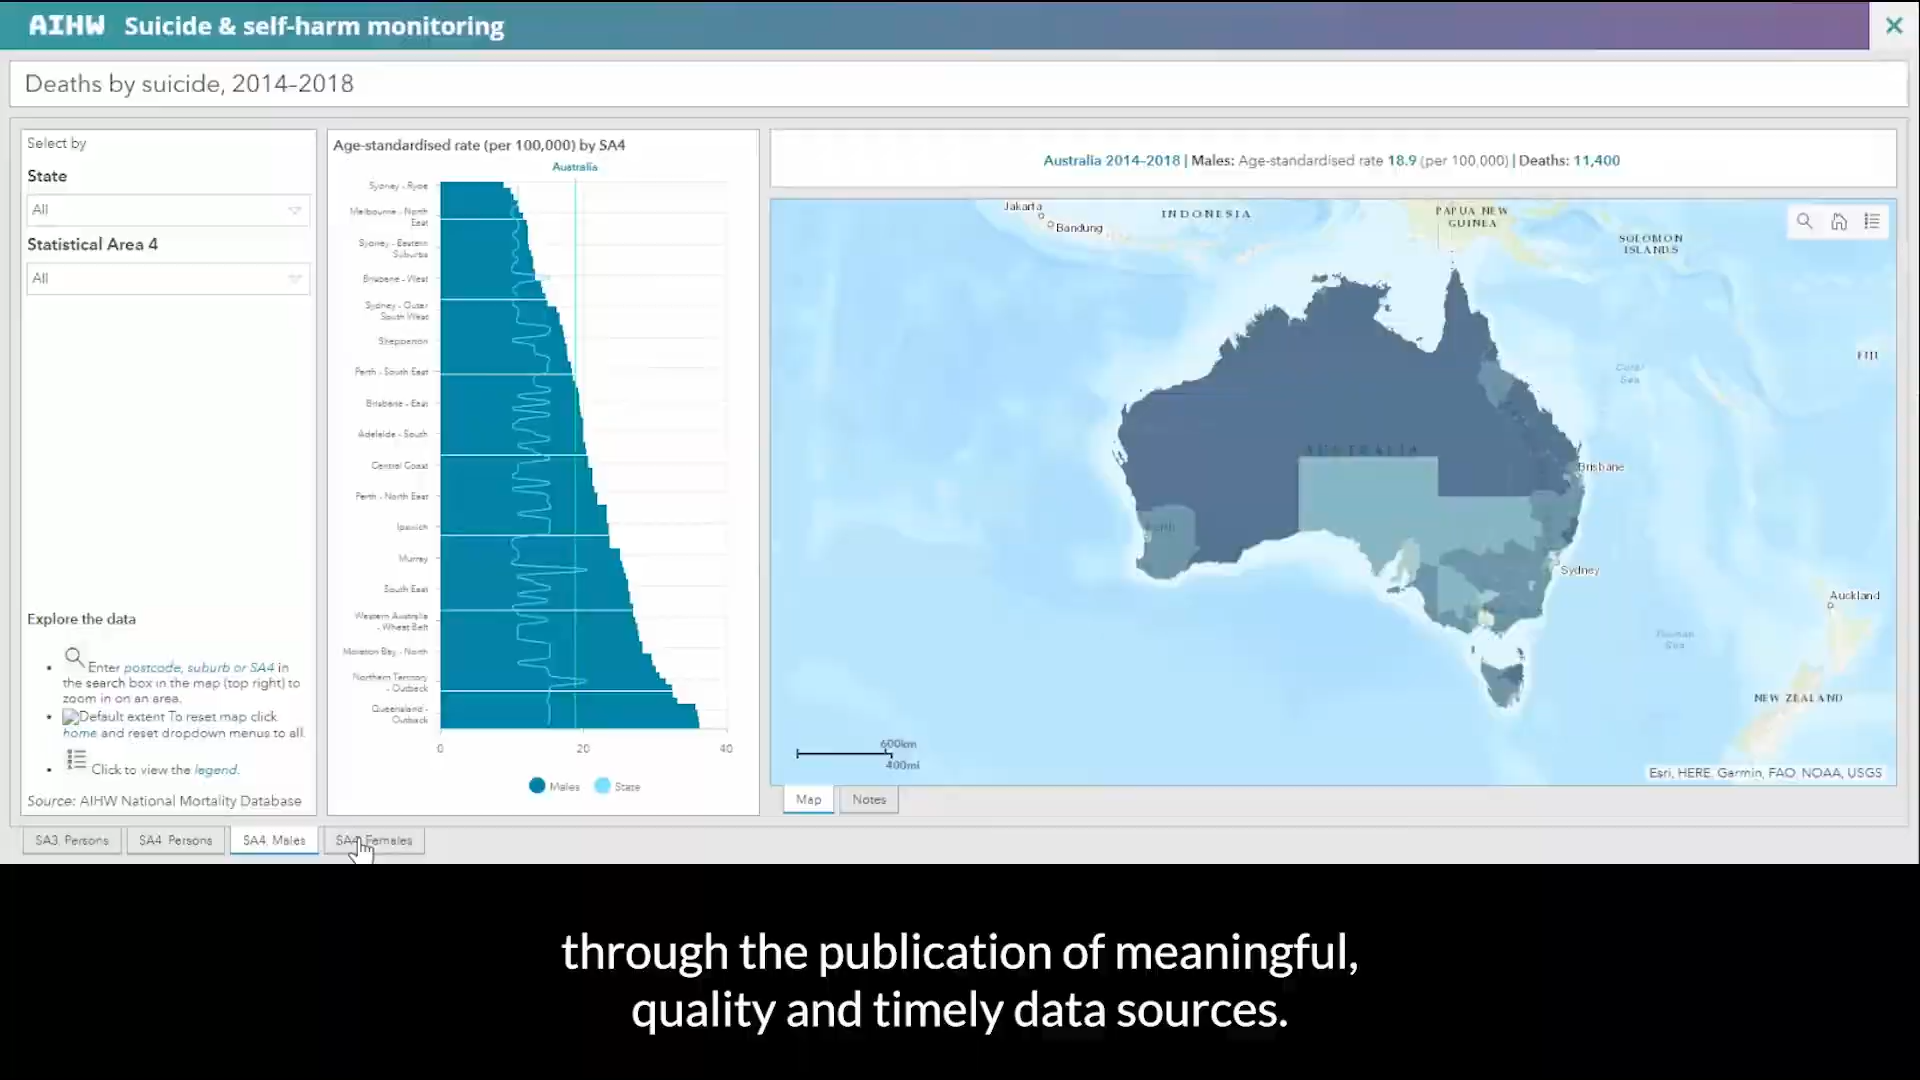 AIHW Suicide & self-harm monitoring
Deaths by suicide, 2014–2018
Select by
State
All
Statistical Area 4
All
Explore the data
Enter postcode, suburb or SA4 in
the search box in the map (top right) to
zoom in on an area.
Default extent To reset map click
home and reset dropdown menus to all.
Click to view the legend.
Source: AIHW National Mortality Database
Age-standardised rate (per 100,000) by SA4
Australia
Sydney - Ryde
Melbourne - North
East
Sydney - Eastern
Suburbs
Brisbane - West
Sydney - Outer
South West
Shepparton
Perth - South East
Brisbane - East
Adelaide - South
Central Coast
Perth - North East
Ipswich
Murray
South East
Western Australia
- Wheat Belt
Moreton Bay - North
Northern Territory
- Outback
Queensland -
Outback
0 20 40
Males State
Australia 2014–2018 | Males: Age-standardised rate 18.9 (per 100,000) | Deaths: 11,400
Jakarta
Bandung
INDONESIA
PAPUA NEW
GUINEA
SOLOMON
ISLANDS
FIJI
Coral
Sea
AUSTRALIA
Brisbane
Perth
Sydney
Auckland
Tasman
Sea
NEW ZEALAND
600km
400mi
Esri, HERE, Garmin, FAO, NOAA, USGS
Map Notes
SA3, Persons SA4, Persons SA4, Males SA4, Females
through the publication of meaningful,
quality and timely data sources.